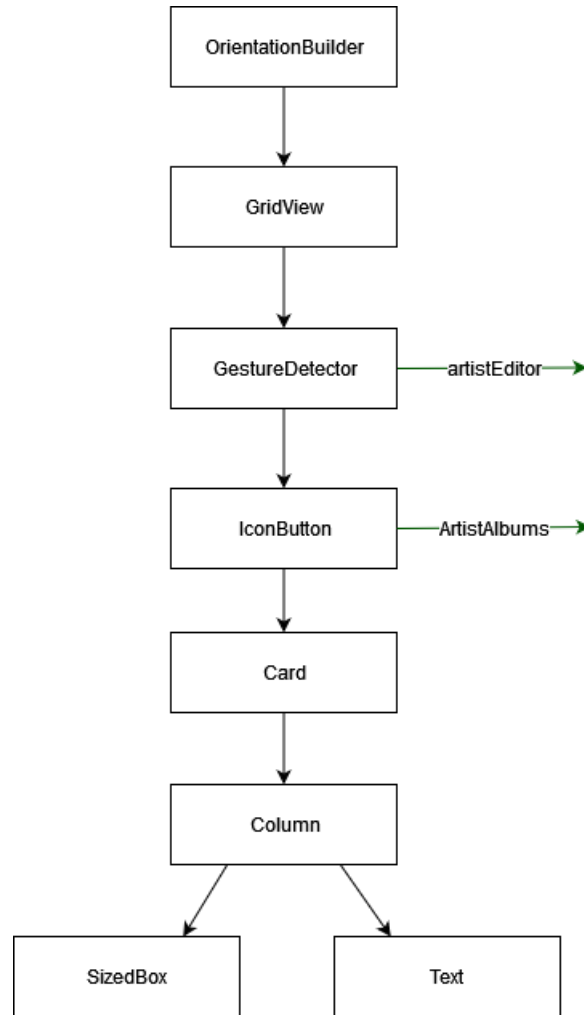 OrientationBuilder
GridView
GestureDetector
artistEditor
IconButton
ArtistAlbums
Card
Column
SizedBox
Text